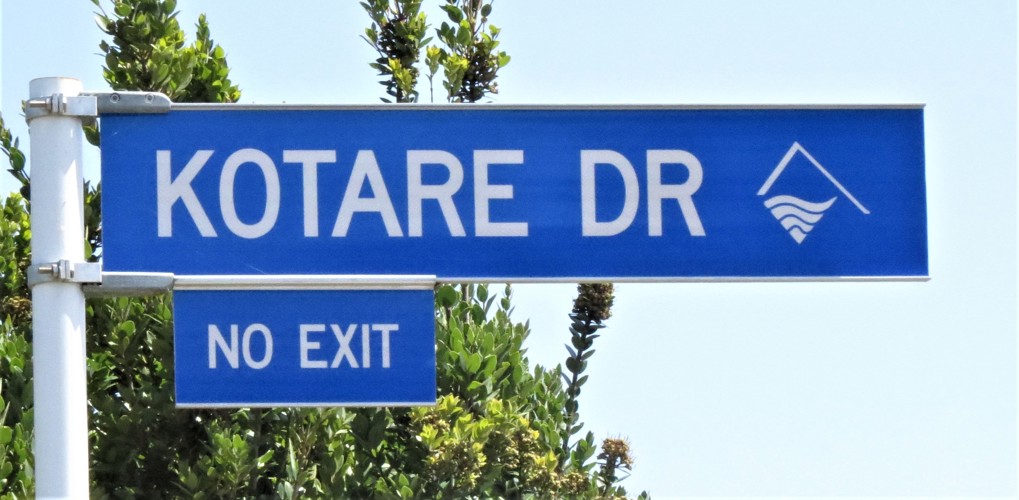 KOTARE DR
NO EXIT